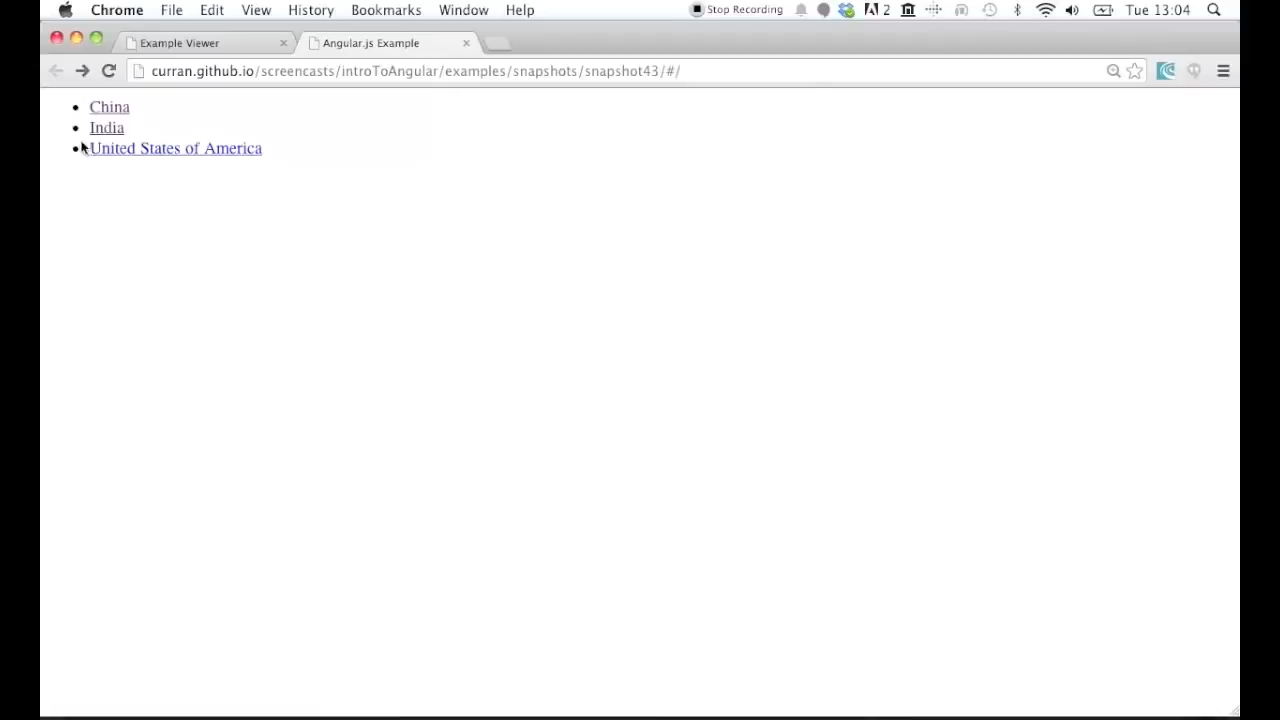 Chrome File Edit View History Bookmarks Window Help Stop Recording 2 Tue 13:04
Example Viewer Angular.js Example
curran.github.io/screencasts/introToAngular/examples/snapshots/snapshot43/#/
China
India
United States of America